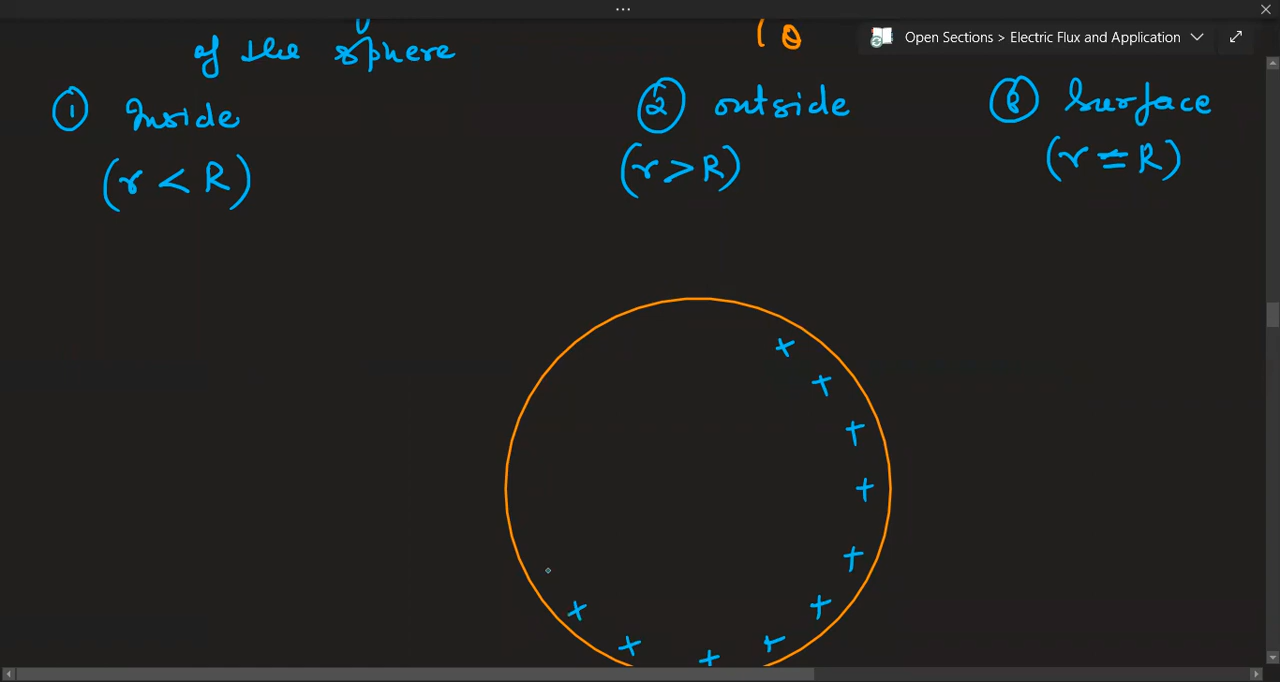 ...
Open Sections > Electric Flux and Application
of the sphere
① Inside
(r < R)
② outside
(r > R)
③ Surface
(r = R)
+ + + + + + + + + + +